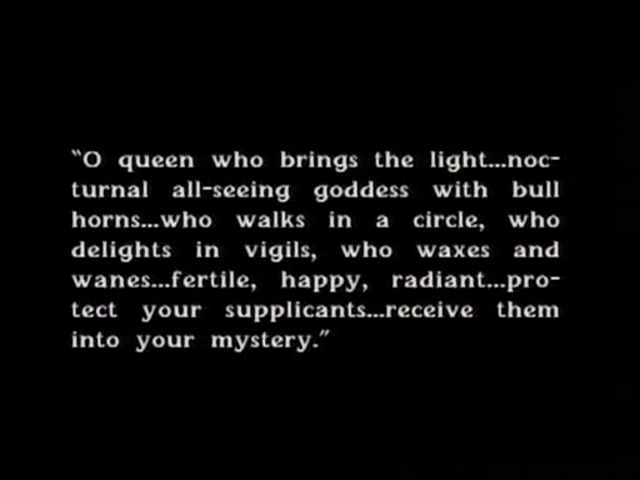 “O queen who brings the light...noc-
turnal all-seeing goddess with bull
horns...who walks in a circle, who
delights in vigils, who waxes and
wanes...fertile, happy, radiant...pro-
tect your supplicants...receive them
into your mystery.”